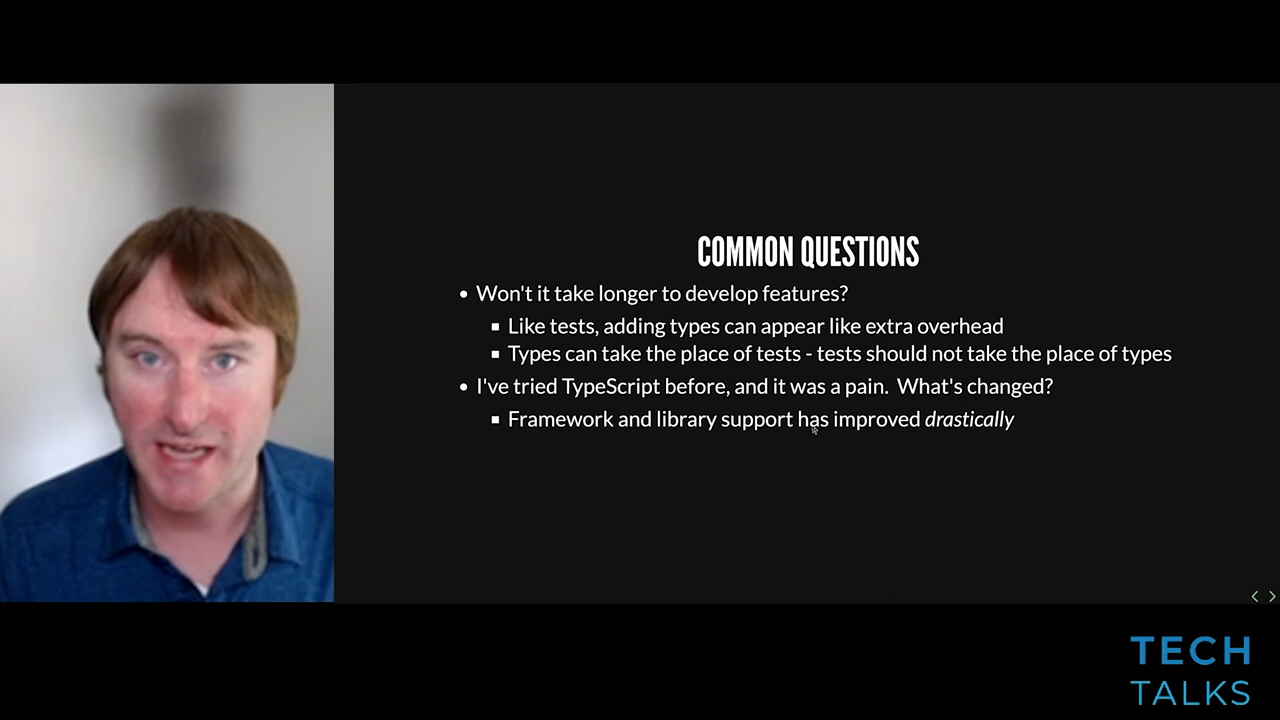 COMMON QUESTIONS
Won't it take longer to develop features?
Like tests, adding types can appear like extra overhead
Types can take the place of tests - tests should not take the place of types
I've tried TypeScript before, and it was a pain.  What's changed?
Framework and library support has improved drastically
TECH
TALKS